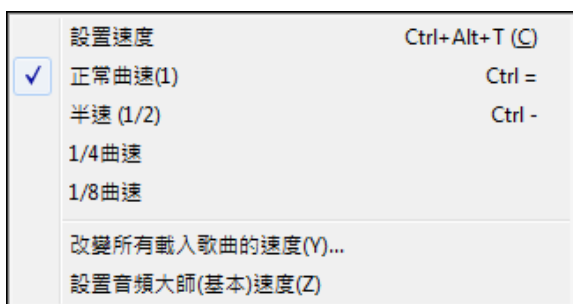 設置速度 Ctrl+Alt+T (C)
正常曲速(1) Ctrl =
半速 (1/2) Ctrl -
1/4曲速
1/8曲速
改變所有載入歌曲的速度(Y)...
設置音頻大師(基本)速度(Z)